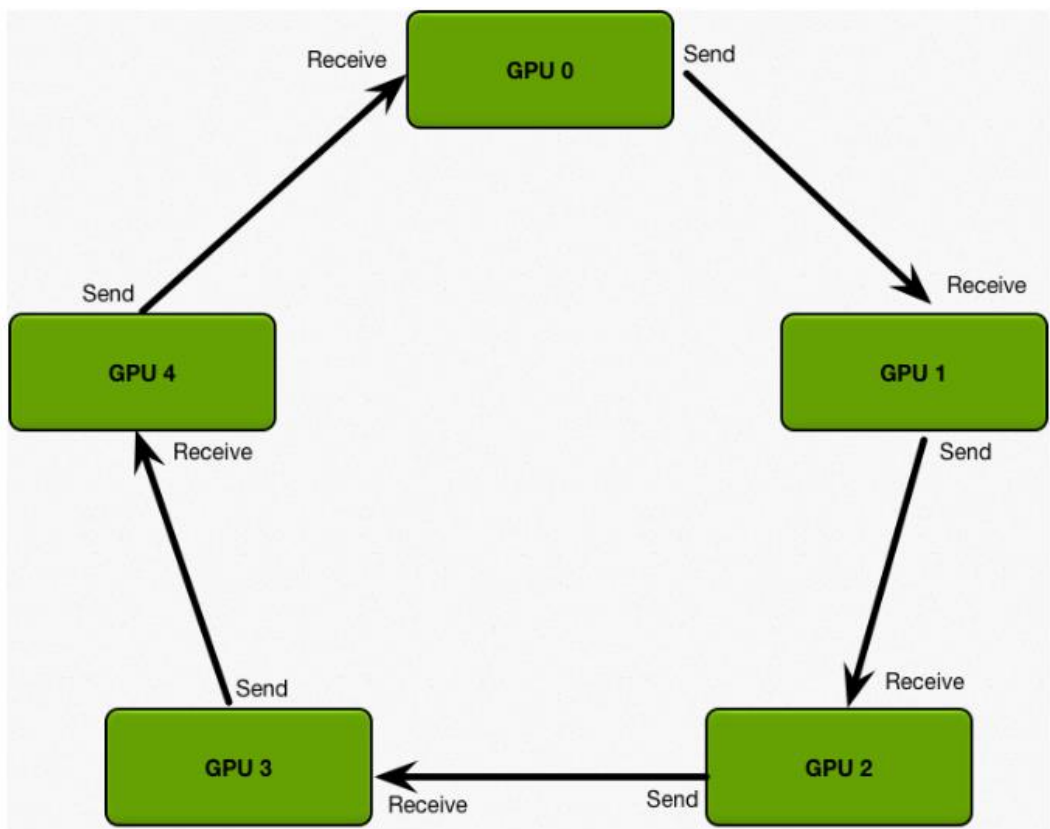 GPU 0
Receive
Send
Send
Receive
GPU 4
GPU 1
Receive
Send
Send
Receive
GPU 3
GPU 2
Receive
Send